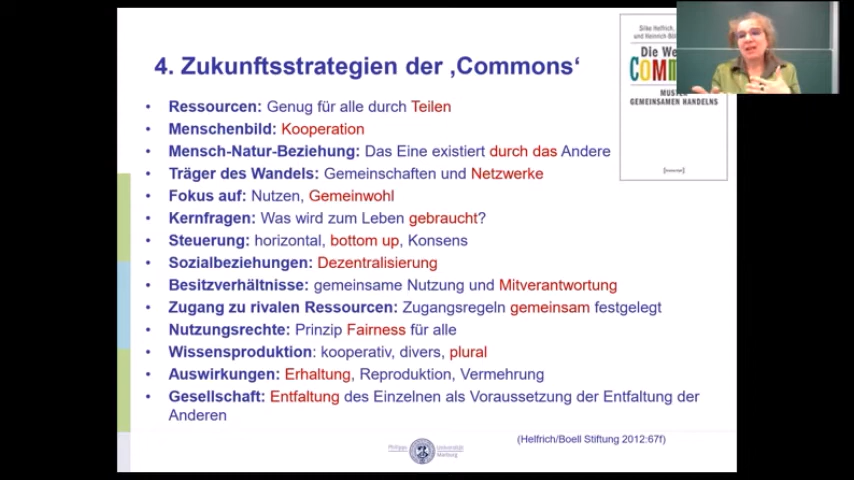 4. Zukunftsstrategien der ‚Commons‘
• Ressourcen: Genug für alle durch Teilen
• Menschenbild: Kooperation
• Mensch-Natur-Beziehung: Das Eine existiert durch das Andere
• Träger des Wandels: Gemeinschaften und Netzwerke
• Fokus auf: Nutzen, Gemeinwohl
• Kernfragen: Was wird zum Leben gebraucht?
• Steuerung: horizontal, bottom up, Konsens
• Sozialbeziehungen: Dezentralisierung
• Besitzverhältnisse: gemeinsame Nutzung und Mitverantwortung
• Zugang zu rivalen Ressourcen: Zugangsregeln gemeinsam festgelegt
• Nutzungsrechte: Prinzip Fairness für alle
• Wissensproduktion: kooperativ, divers, plural
• Auswirkungen: Erhaltung, Reproduktion, Vermehrung
• Gesellschaft: Entfaltung des Einzelnen als Voraussetzung der Entfaltung der
Anderen
(Helfrich/Boell Stiftung 2012:67f)
Philipps Universität
Marburg
Silke Helfrich,
und Heinrich
Die
COM
GEMEINSAMEN HANDELNS
[transcript]